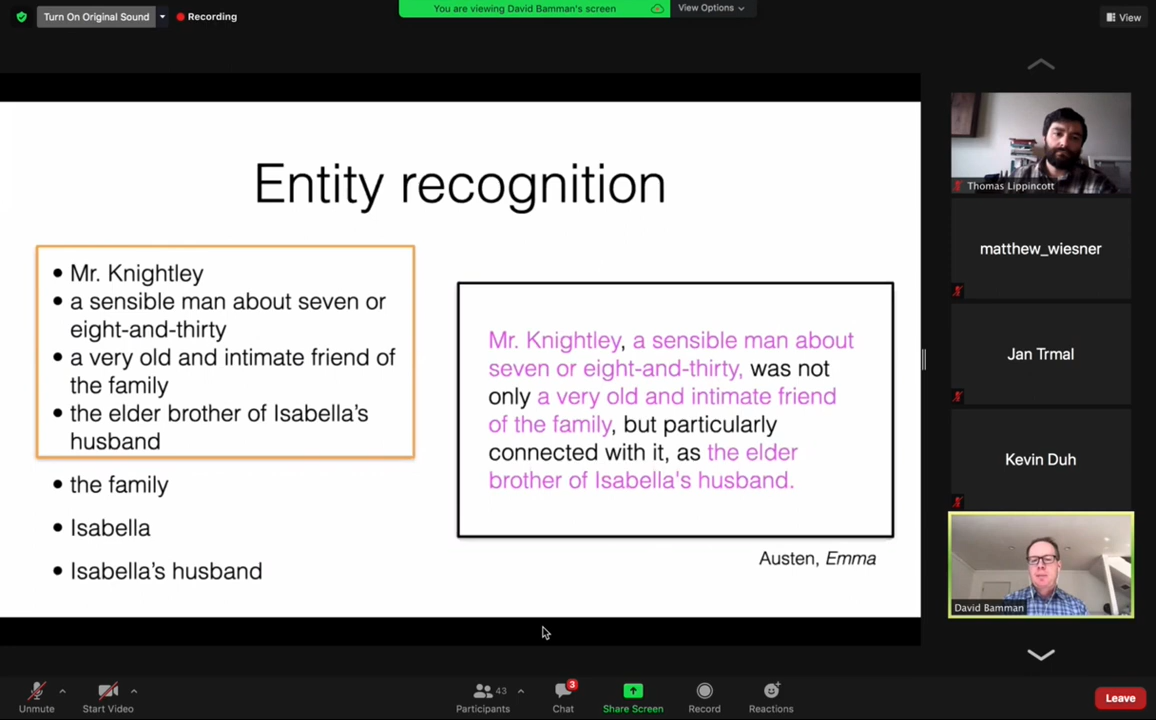 Turn On Original Sound
Recording
You are viewing David Bamman's screen
View Options
View
Entity recognition
• Mr. Knightley
• a sensible man about seven or
eight-and-thirty
• a very old and intimate friend of
the family
• the elder brother of Isabella's
husband
• the family
• Isabella
• Isabella's husband
Mr. Knightley, a sensible man about
seven or eight-and-thirty, was not
only a very old and intimate friend
of the family, but particularly
connected with it, as the elder
brother of Isabella's husband.
Austen, Emma
Thomas Lippincott
matthew_wiesner
Jan Trmal
Kevin Duh
David Bamman
Unmute
Start Video
43
Participants
3
Chat
Share Screen
Record
Reactions
Leave